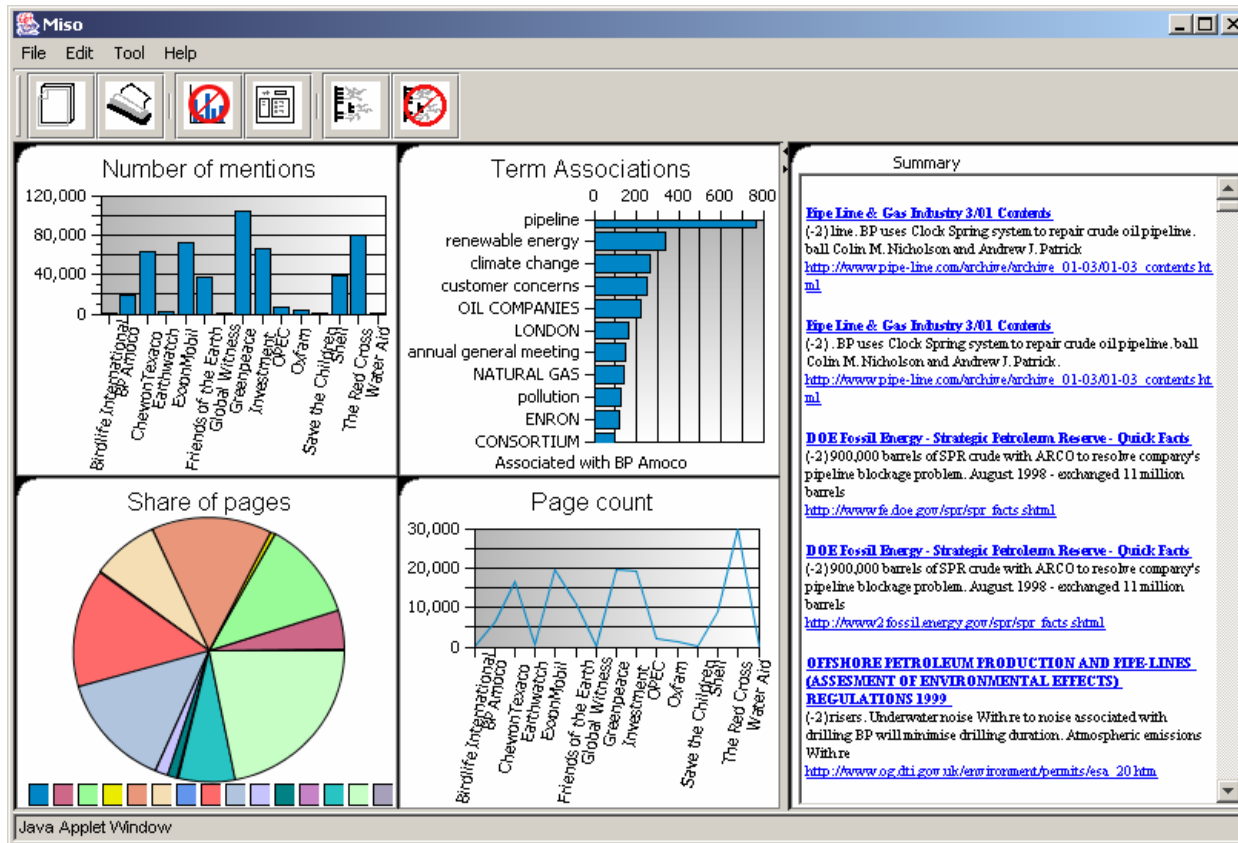 Miso
File Edit Tool Help
Number of mentions
120,000
80,000
40,000
0
Birdlife International
BP Amoco
ChevronTexaco
Earthwatch
ExxonMobil
Friends of the Earth
Global Witness
Greenpeace
Investment
OPEC
Oxfam
Save the Children
Shell
The Red Cross
Water Aid
Term Associations
0 200 400 600 800
pipeline
renewable energy
climate change
customer concerns
OIL COMPANIES
LONDON
annual general meeting
NATURAL GAS
pollution
ENRON
CONSORTIUM
Associated with BP Amoco
Share of pages
Page count
30,000
20,000
10,000
0
Birdlife International
BP Amoco
ChevronTexaco
Earthwatch
ExxonMobil
Friends of the Earth
Global Witness
Greenpeace
Investment
OPEC
Oxfam
Save the Children
Shell
The Red Cross
Water Aid
Summary
Pipe Line & Gas Industry 3/01 Contents
(-2) line. BP uses Clock Spring system to repair crude oil pipeline.
ball Colin M. Nicholson and Andrew J. Patrick
http://www.pipe-line.com/archive/archive_01-03/01-03_contents.ht
ml
Pipe Line & Gas Industry 3/01 Contents
(-2) . BP uses Clock Spring system to repair crude oil pipeline. ball
Colin M. Nicholson and Andrew J. Patrick.
http://www.pipe-line.com/archive/archive_01-03/01-03_contents.ht
ml
DOE Fossil Energy - Strategic Petroleum Reserve - Quick Facts
(-2) 900,000 barrels of SPR crude with ARCO to resolve company's
pipeline blockage problem. August 1998 - exchanged 11 million
barrels
http://www.fe.doe.gov/spr/spr_facts.shtml
DOE Fossil Energy - Strategic Petroleum Reserve - Quick Facts
(-2) 900,000 barrels of SPR crude with ARCO to resolve company's
pipeline blockage problem. August 1998 - exchanged 11 million
barrels
http://www2.fossil.energy.gov/spr/spr_facts.shtml
OFFSHORE PETROLEUM PRODUCTION AND PIPE-LINES
(ASSESMENT OF ENVIRONMENTAL EFFECTS)
REGULATIONS 1999
(-2) risers. Underwater noise With re to noise associated with
drilling BP will minimise drilling duration. Atmospheric emissions
With re
http://www.og.dti.gov.uk/environment/permits/esa_20.htm
Java Applet Window